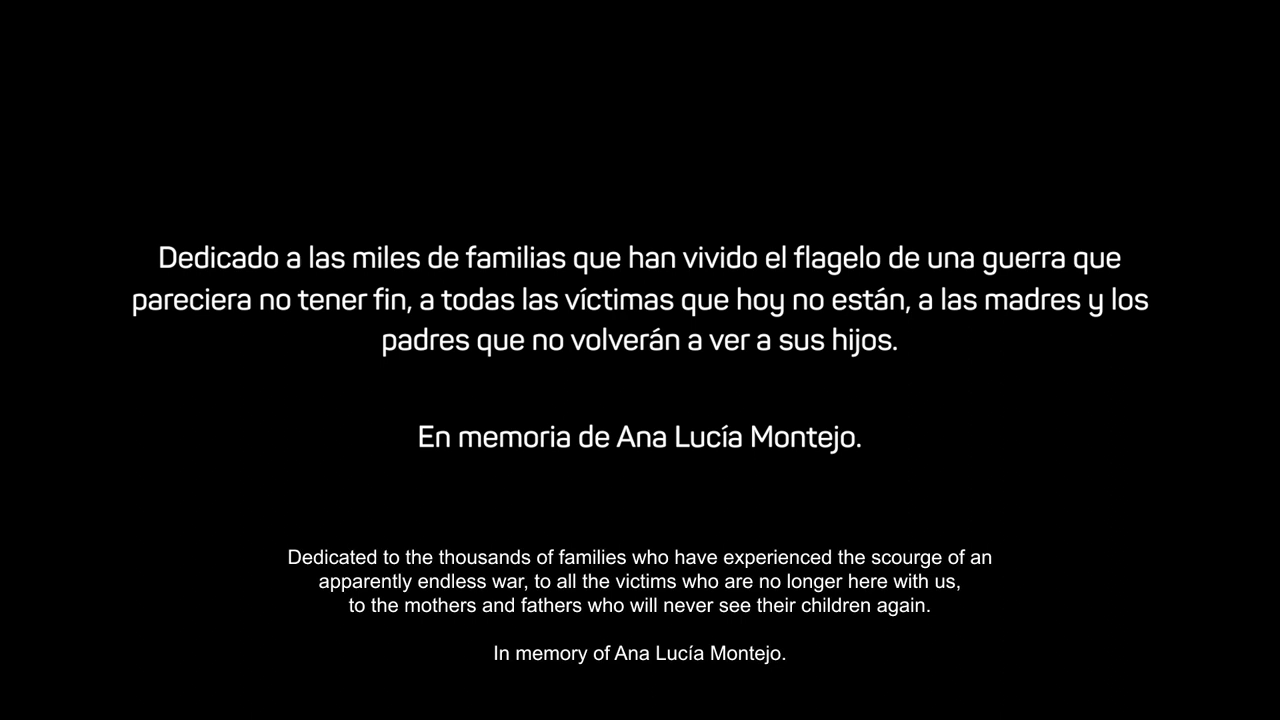 Dedicado a las miles de familias que han vivido el flagelo de una guerra que
pareciera no tener fin, a todas las víctimas que hoy no están, a las madres y los
padres que no volverán a ver a sus hijos.
En memoria de Ana Lucía Montejo.
Dedicated to the thousands of families who have experienced the scourge of an
apparently endless war, to all the victims who are no longer here with us,
to the mothers and fathers who will never see their children again.
In memory of Ana Lucía Montejo.